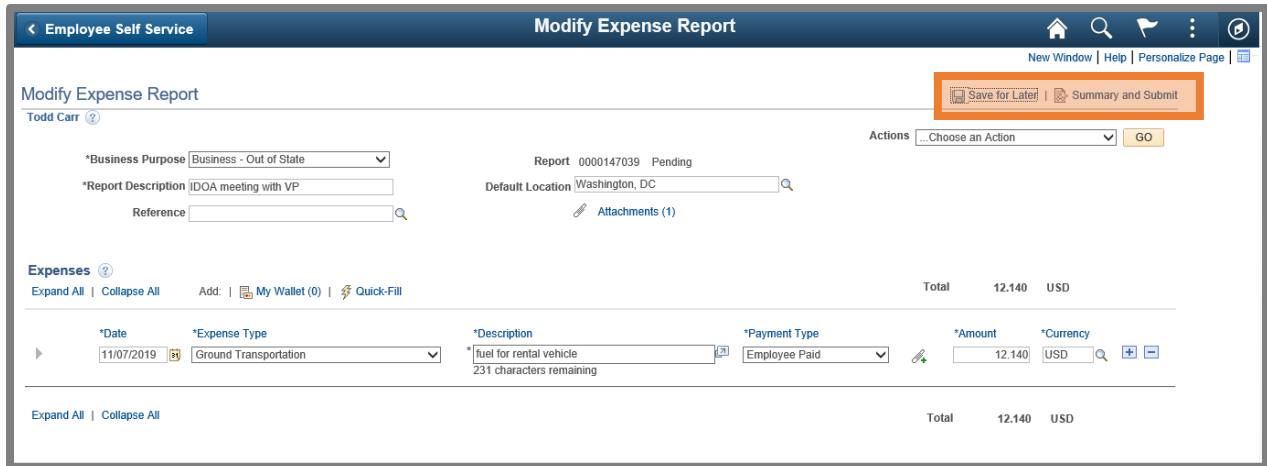 Employee Self Service
Modify Expense Report
New Window | Help | Personalize Page |
Modify Expense Report
Save for Later | Summary and Submit
Todd Carr ?
Actions ...Choose an Action GO
*Business Purpose Business - Out of State
Report 0000147039 Pending
*Report Description IDOA meeting with VP
Default Location Washington, DC
Reference
Attachments (1)
Expenses ?
Expand All | Collapse All Add: | My Wallet (0) | Quick-Fill Total 12.140 USD
*Date *Expense Type *Description *Payment Type *Amount *Currency
11/07/2019 31 Ground Transportation * fuel for rental vehicle Employee Paid 12.140 USD + -
231 characters remaining
Expand All | Collapse All Total 12.140 USD